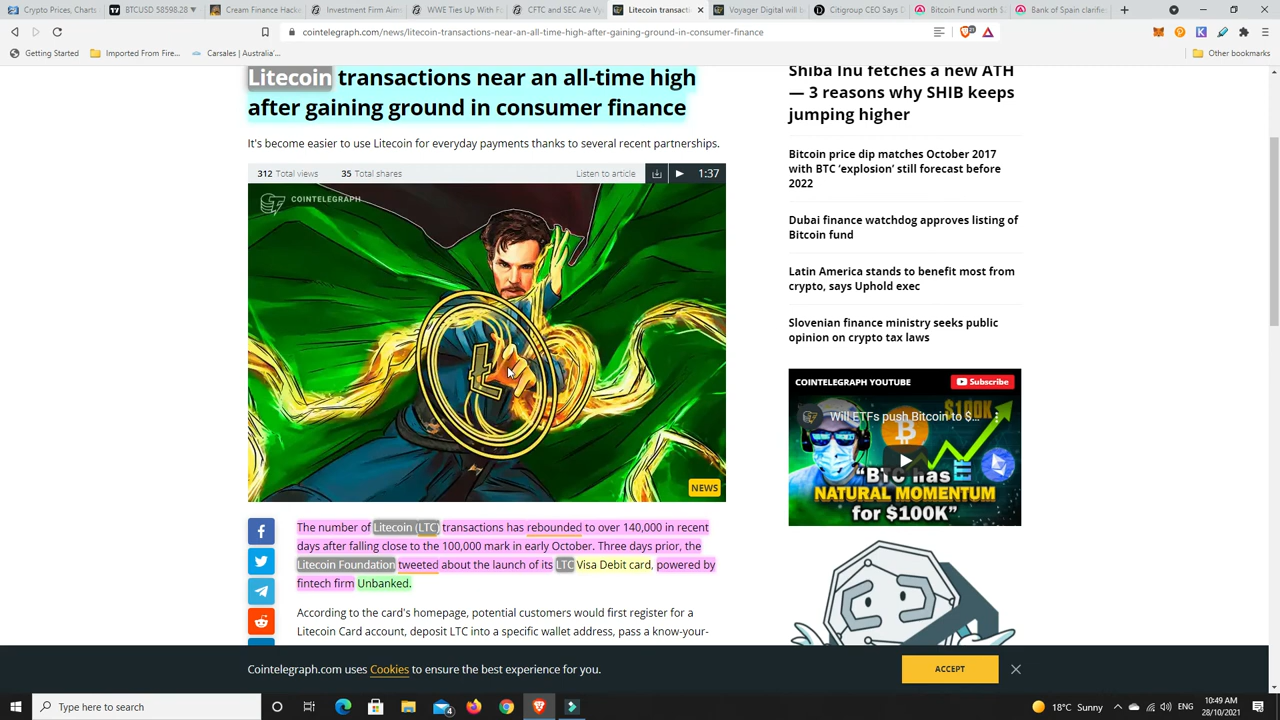 Cryptocurrency Prices, Charts
BTCUSD 58598.28
Cream Finance Hacke
Investment Firm Aims
WWE Ties Up With Fo
CFTC and SEC Are Vy
Litecoin transacti
Voyager Digital will b
Citigroup CEO Says D
Bitcoin Fund worth $
Bank of Spain clarifie
cointelegraph.com/news/litecoin-transactions-near-an-all-time-high-after-gaining-ground-in-consumer-finance
Getting Started
Imported From Fire...
Carsales | Australia'...
Other bookmarks
Litecoin transactions near an all-time high
after gaining ground in consumer finance
It's become easier to use Litecoin for everyday payments thanks to several recent partnerships.
312 Total views
35 Total shares
Listen to article
1:37
COINTELEGRAPH
NEWS
The number of Litecoin (LTC) transactions has rebounded to over 140,000 in recent
days after falling close to the 100,000 mark in early October. Three days prior, the
Litecoin Foundation tweeted about the launch of its LTC Visa Debit card, powered by
fintech firm Unbanked.
According to the card's homepage, potential customers would first register for a
Litecoin Card account, deposit LTC into a specific wallet address, pass a know-your-
Shiba Inu fetches a new ATH
— 3 reasons why SHIB keeps
jumping higher
Bitcoin price dip matches October 2017
with BTC ‘explosion’ still forecast before
2022
Dubai finance watchdog approves listing of
Bitcoin fund
Latin America stands to benefit most from
crypto, says Uphold exec
Slovenian finance ministry seeks public
opinion on crypto tax laws
COINTELEGRAPH YOUTUBE
Subscribe
Will ETFs push Bitcoin to $...
$100K
ETF
“BTC has
NATURAL MOMENTUM
for $100K”
Cointelegraph.com uses Cookies to ensure the best experience for you.
ACCEPT
Type here to search
18°C Sunny
ENG
10:49 AM
28/10/2021